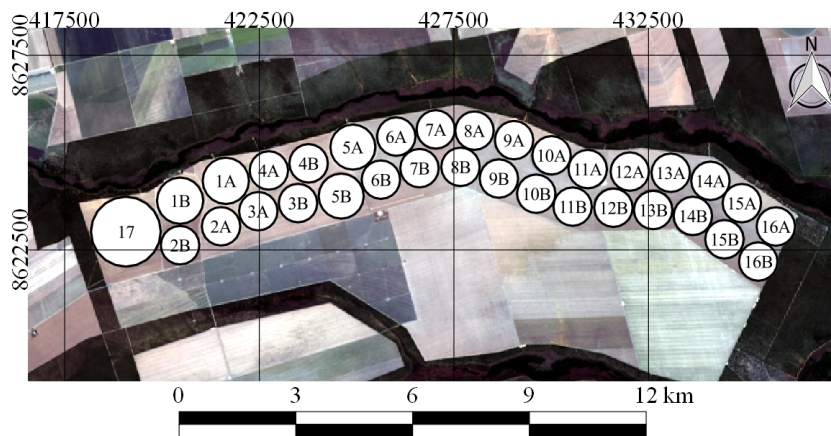 417500 422500 427500 432500
8627500
8622500
N
17
1B 2B
1A 2A
4A 3A
4B 3B
5A 5B
6A 6B
7A 7B
8A 8B
9A 9B
10A 10B
11A 11B
12A 12B
13A 13B
14A 14B
15A 15B
16A 16B
0 3 6 9 12 km